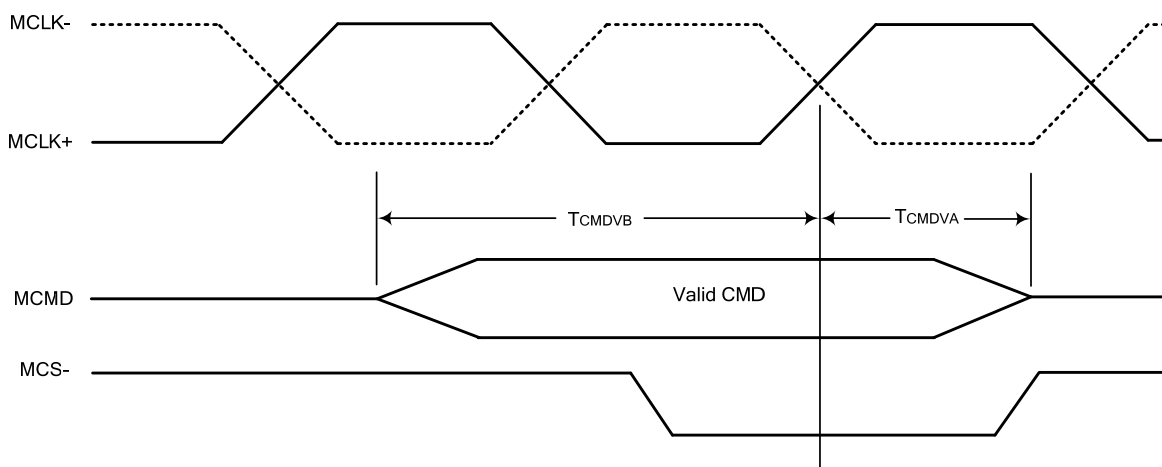 MCLK-
MCLK+
TCMDVB
TCMDVA
MCMD
Valid CMD
MCS-